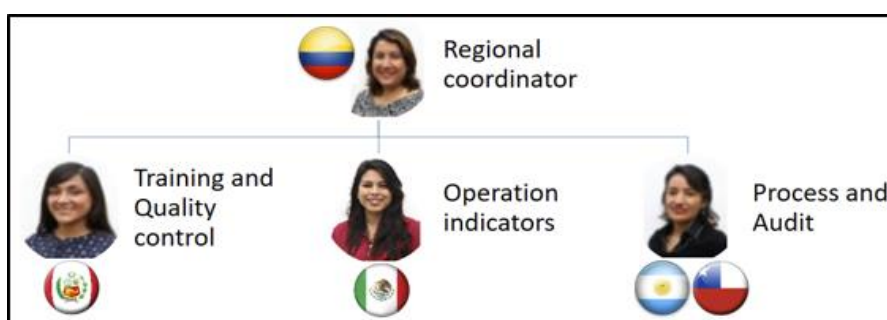 Regional
coordinator
Training and
Quality
control
Operation
indicators
Process and
Audit